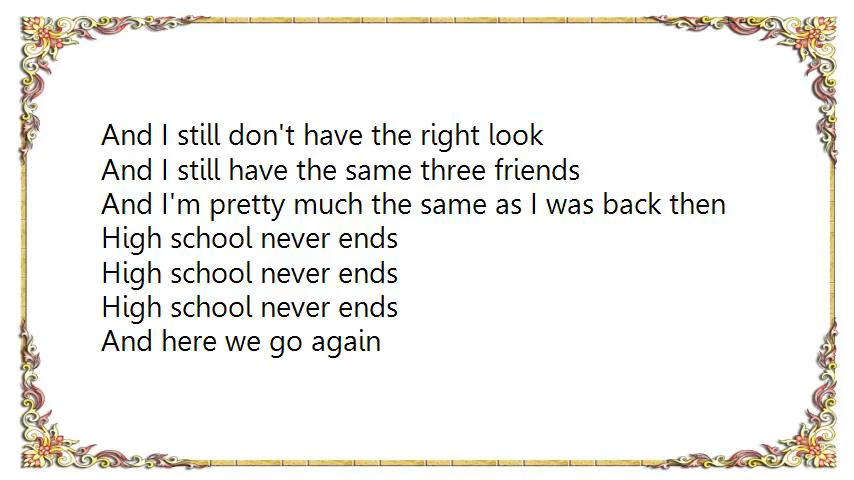 And I still don't have the right look
And I still have the same three friends
And I'm pretty much the same as I was back then
High school never ends
High school never ends
High school never ends
And here we go again